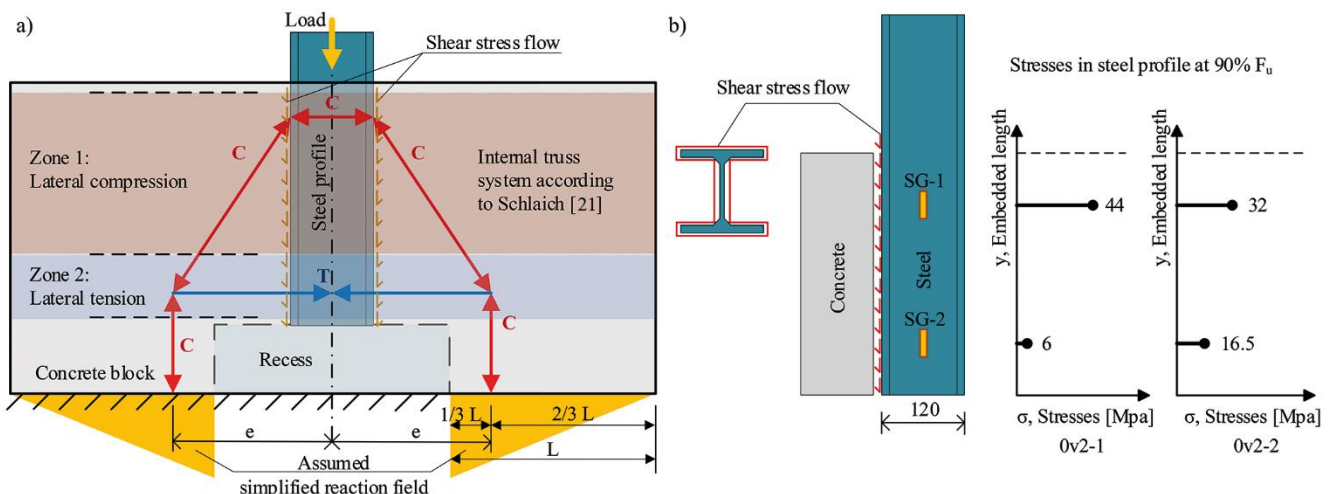 a)
Load
Shear stress flow
C
C
C
Zone 1:
Lateral compression
Steel profile
Internal truss
system according
to Schlaich [21]
Zone 2:
Lateral tension
T
C
C
Recess
Concrete block
1/3 L
2/3 L
e
e
L
Assumed
simplified reaction field
b)
Shear stress flow
Concrete
Steel
SG-1
SG-2
120
Stresses in steel profile at 90% Fu
y, Embedded length
44
6
σ, Stresses [Mpa]
0v2-1
y, Embedded length
32
16.5
σ, Stresses [Mpa]
0v2-2